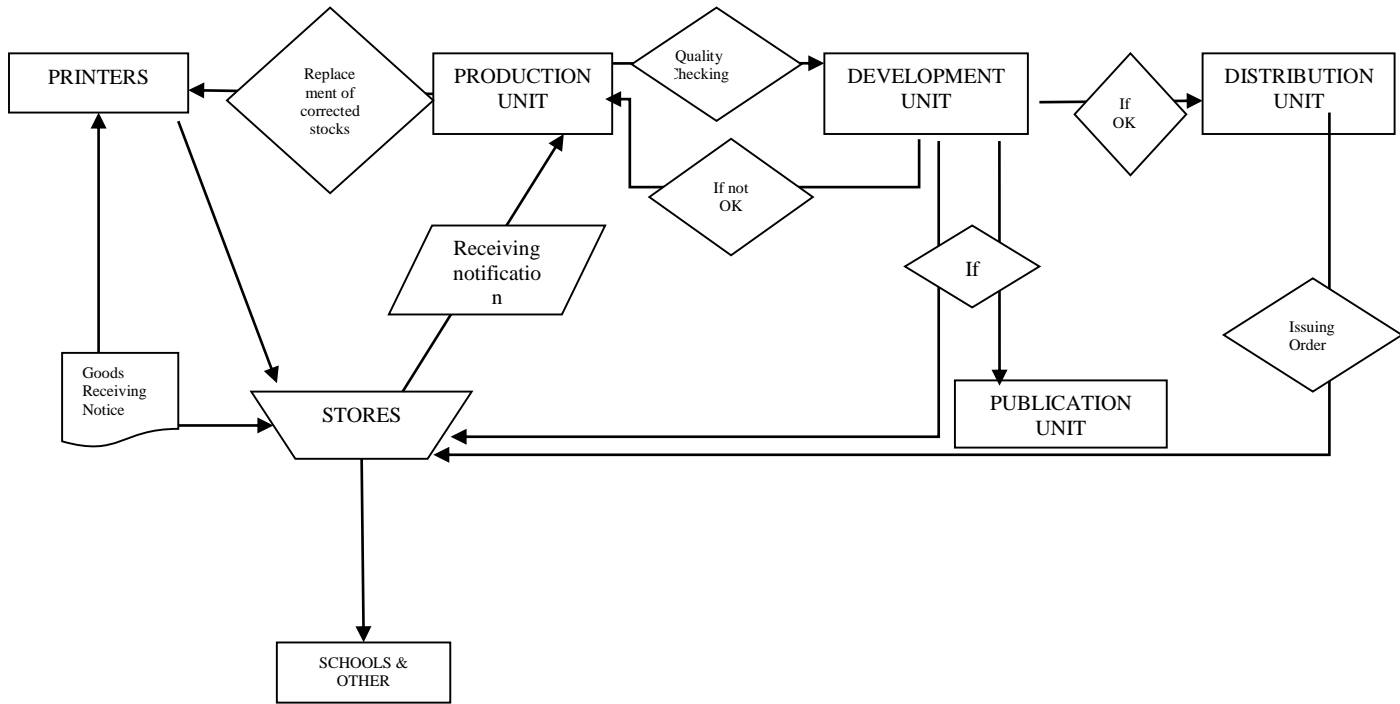 PRINTERS
Replace
ment of
corrected
stocks
PRODUCTION
UNIT
Quality
Checking
DEVELOPMENT
UNIT
If
OK
DISTRIBUTION
UNIT
If not
OK
Receiving
notificatio
n
If
Issuing
Order
Goods
Receiving
Notice
STORES
PUBLICATION
UNIT
SCHOOLS &
OTHER